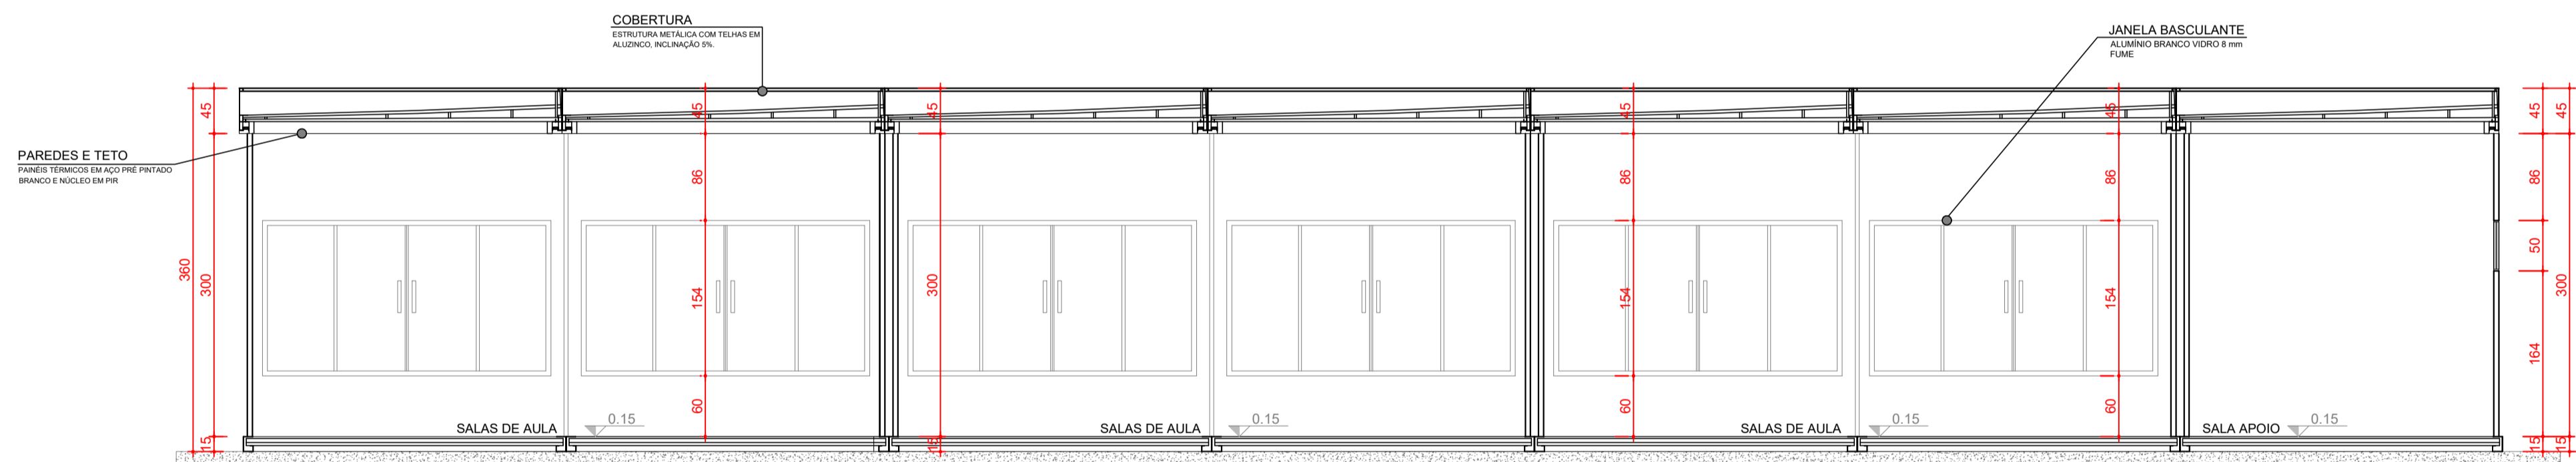 COBERTURA
ESTRUTURA METÁLICA COM TELHAS EM
ALUZINCO, INCLINAÇÃO 5%.
JANELA BASCULANTE
ALUMÍNIO BRANCO VIDRO 8 mm
FUME
PAREDES E TETO
PAINÉIS TÉRMICOS EM AÇO PRÉ PINTADO
BRANCO E NÚCLEO EM PIR
360
45
300
15
45
86
154
60
45
300
15
45
86
154
60
45
86
154
60
45
86
50
164
15
45
300
15
SALAS DE AULA
0.15
SALAS DE AULA
0.15
SALAS DE AULA
0.15
SALA APOIO
0.15